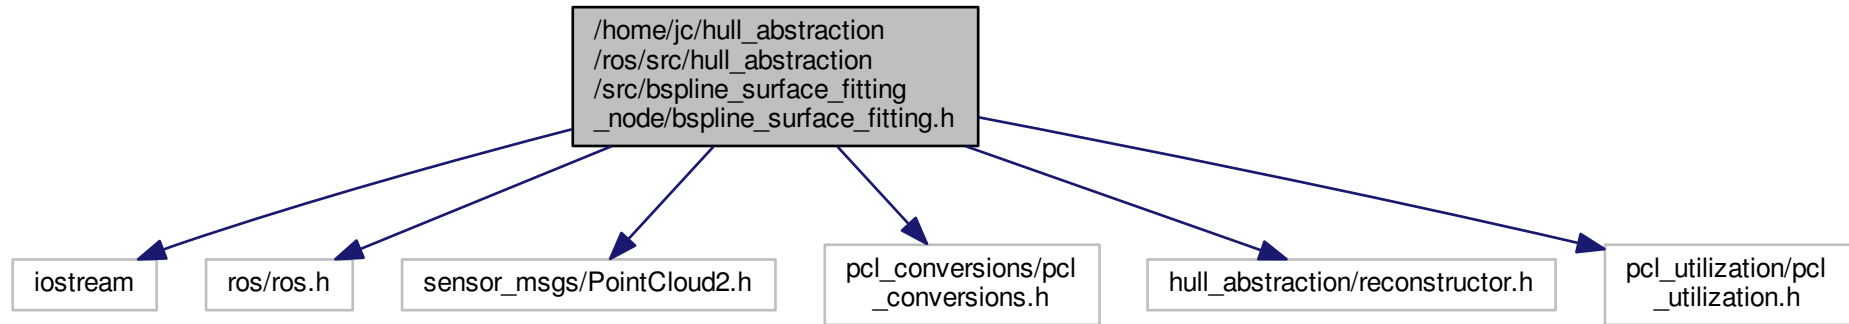 /home/jc/hull_abstraction
/ros/src/hull_abstraction
/src/bspline_surface_fitting
_node/bspline_surface_fitting.h
iostream
ros/ros.h
sensor_msgs/PointCloud2.h
pcl_conversions/pcl
_conversions.h
hull_abstraction/reconstructor.h
pcl_utilization/pcl
_utilization.h